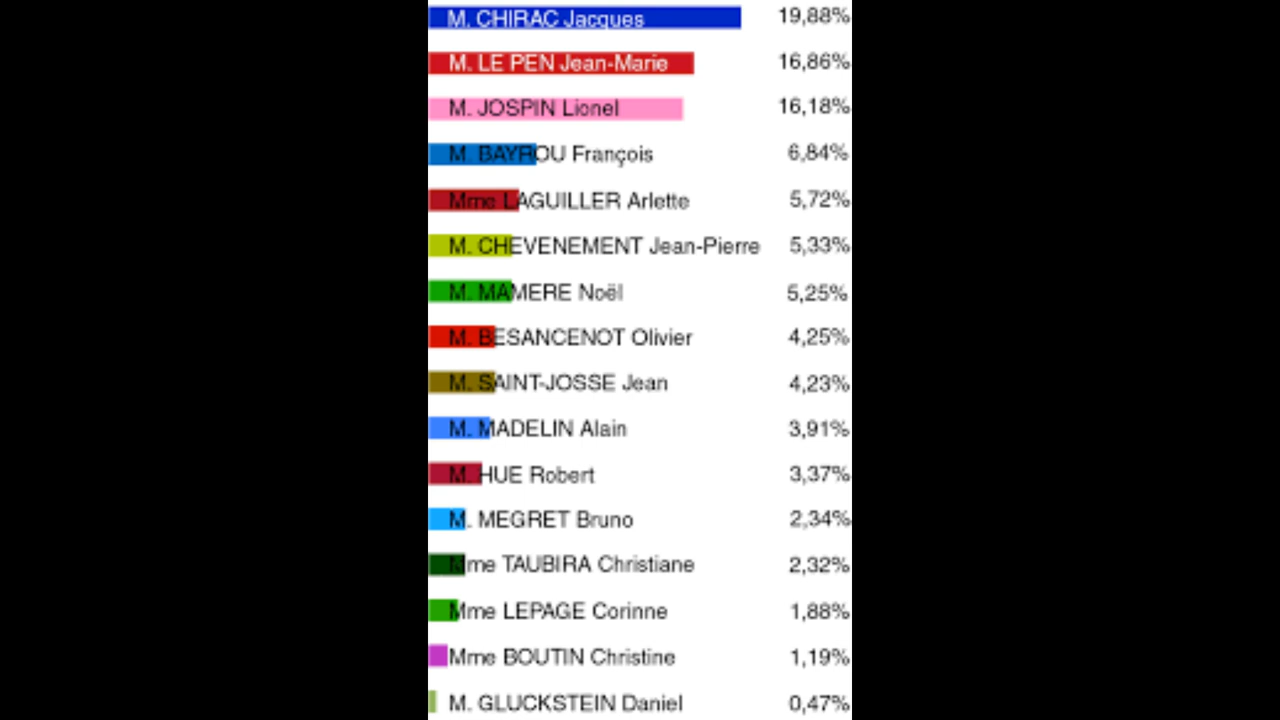 M. CHIRAC Jacques 19,88%
M. LE PEN Jean-Marie 16,86%
M. JOSPIN Lionel 16,18%
M. BAYROU François 6,84%
Mme LAGUILLER Arlette 5,72%
M. CHEVENEMENT Jean-Pierre 5,33%
M. MAMERE Noël 5,25%
M. BESANCENOT Olivier 4,25%
M. SAINT-JOSSE Jean 4,23%
M. MADELIN Alain 3,91%
M. HUE Robert 3,37%
M. MEGRET Bruno 2,34%
Mme TAUBIRA Christiane 2,32%
Mme LEPAGE Corinne 1,88%
Mme BOUTIN Christine 1,19%
M. GLUCKSTEIN Daniel 0,47%